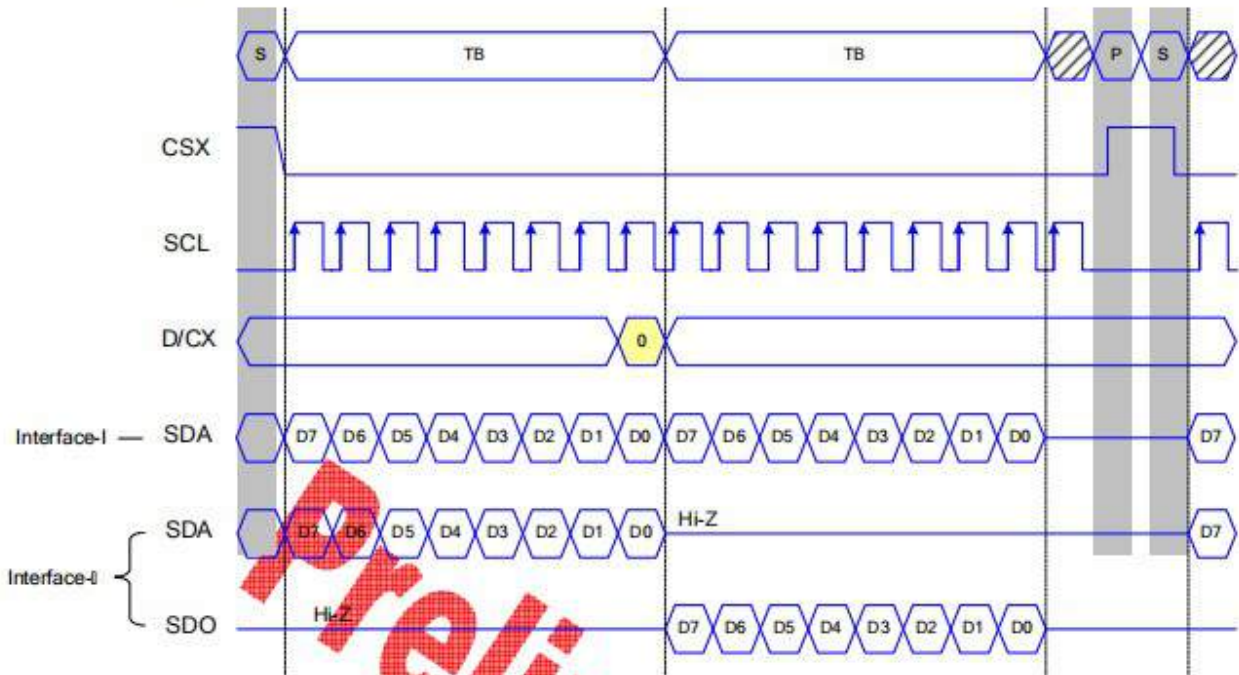 S TB TB P S
CSX
SCL
D/CX 0
Interface-I SDA D7 D6 D5 D4 D3 D2 D1 D0 D7 D6 D5 D4 D3 D2 D1 D0 D7
SDA D7 D6 D5 D4 D3 D2 D1 D0 Hi-Z D7
Interface-
SDO Hi-Z D7 D6 D5 D4 D3 D2 D1 D0
Preli